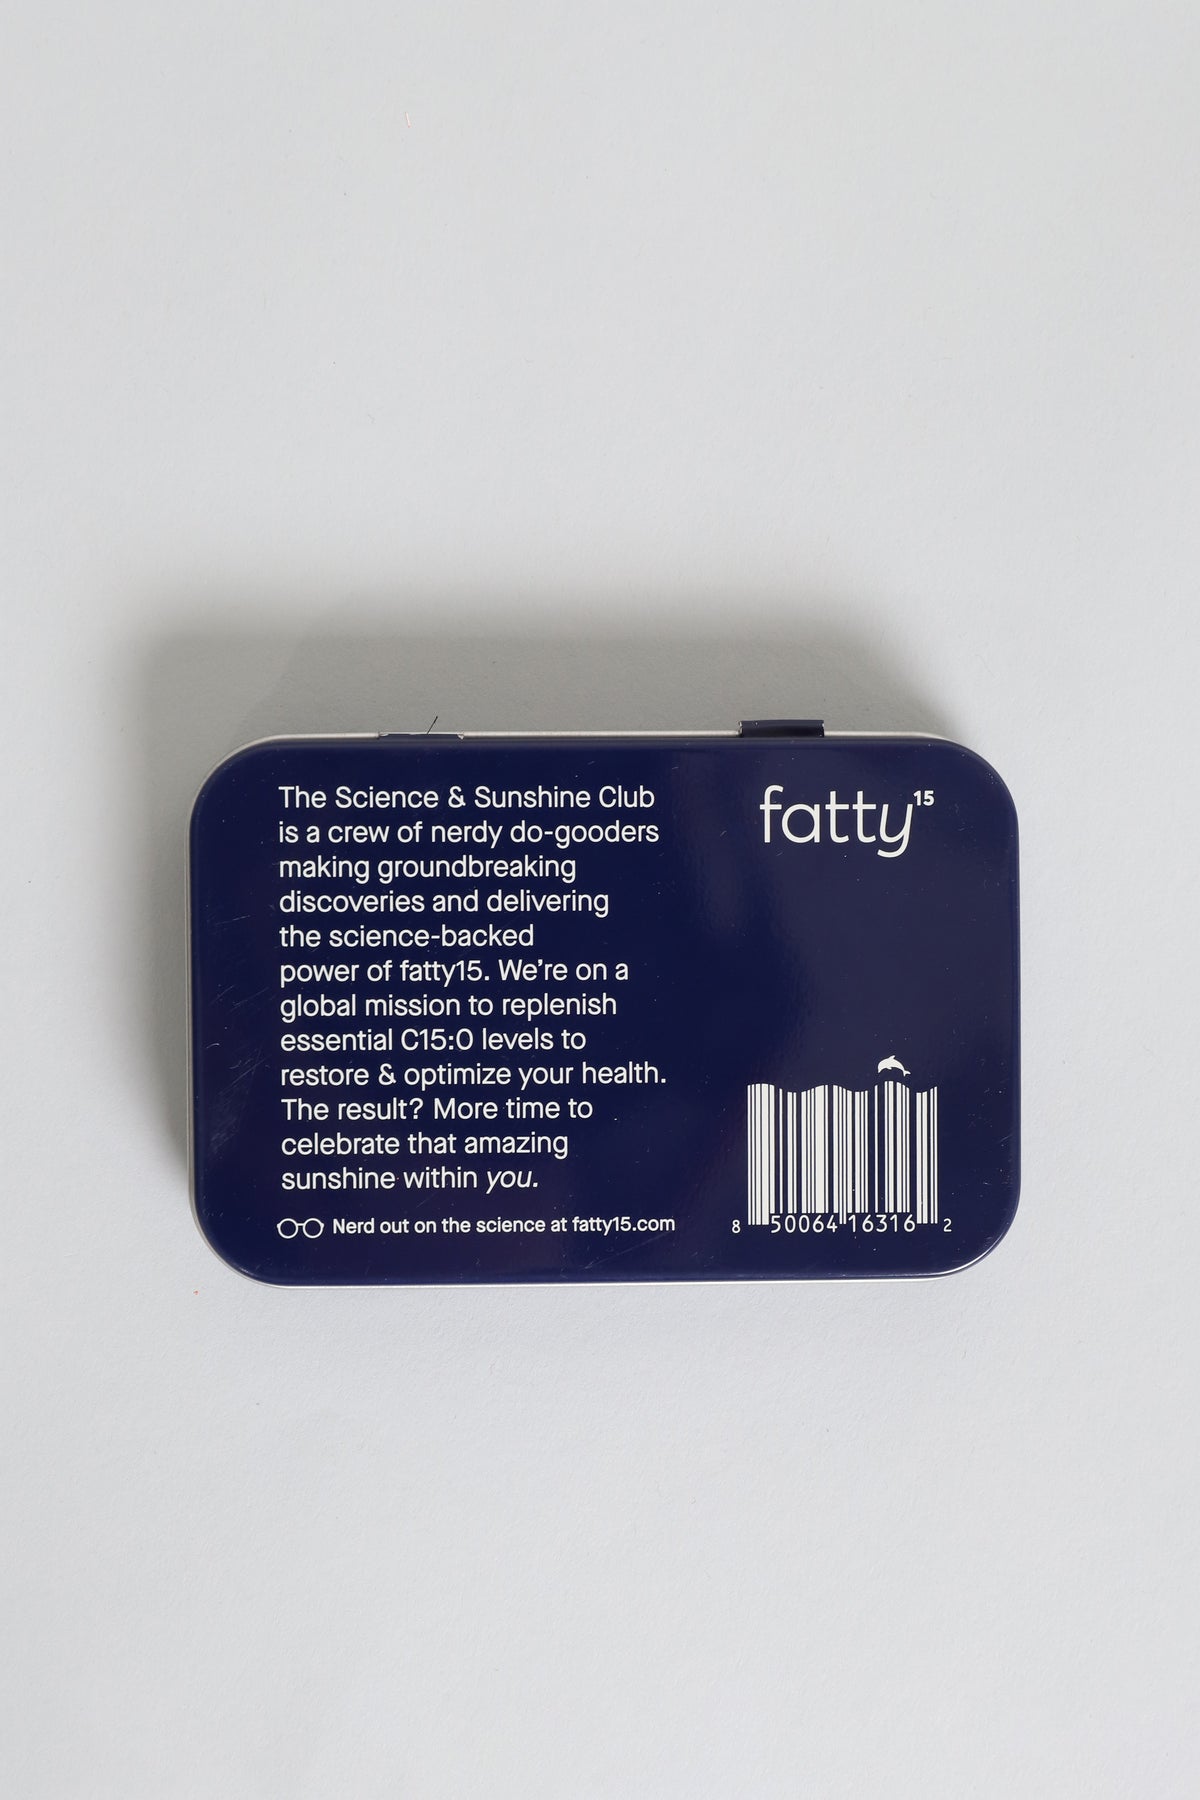 The Science & Sunshine Club
is a crew of nerdy do-gooders
making groundbreaking
discoveries and delivering
the science-backed
power of fatty15. We're on a
global mission to replenish
essential C15:0 levels to
restore & optimize your health.
The result? More time to
celebrate that amazing
sunshine within you.
Nerd out on the science at fatty15.com
fatty15
8 50064 16316 2